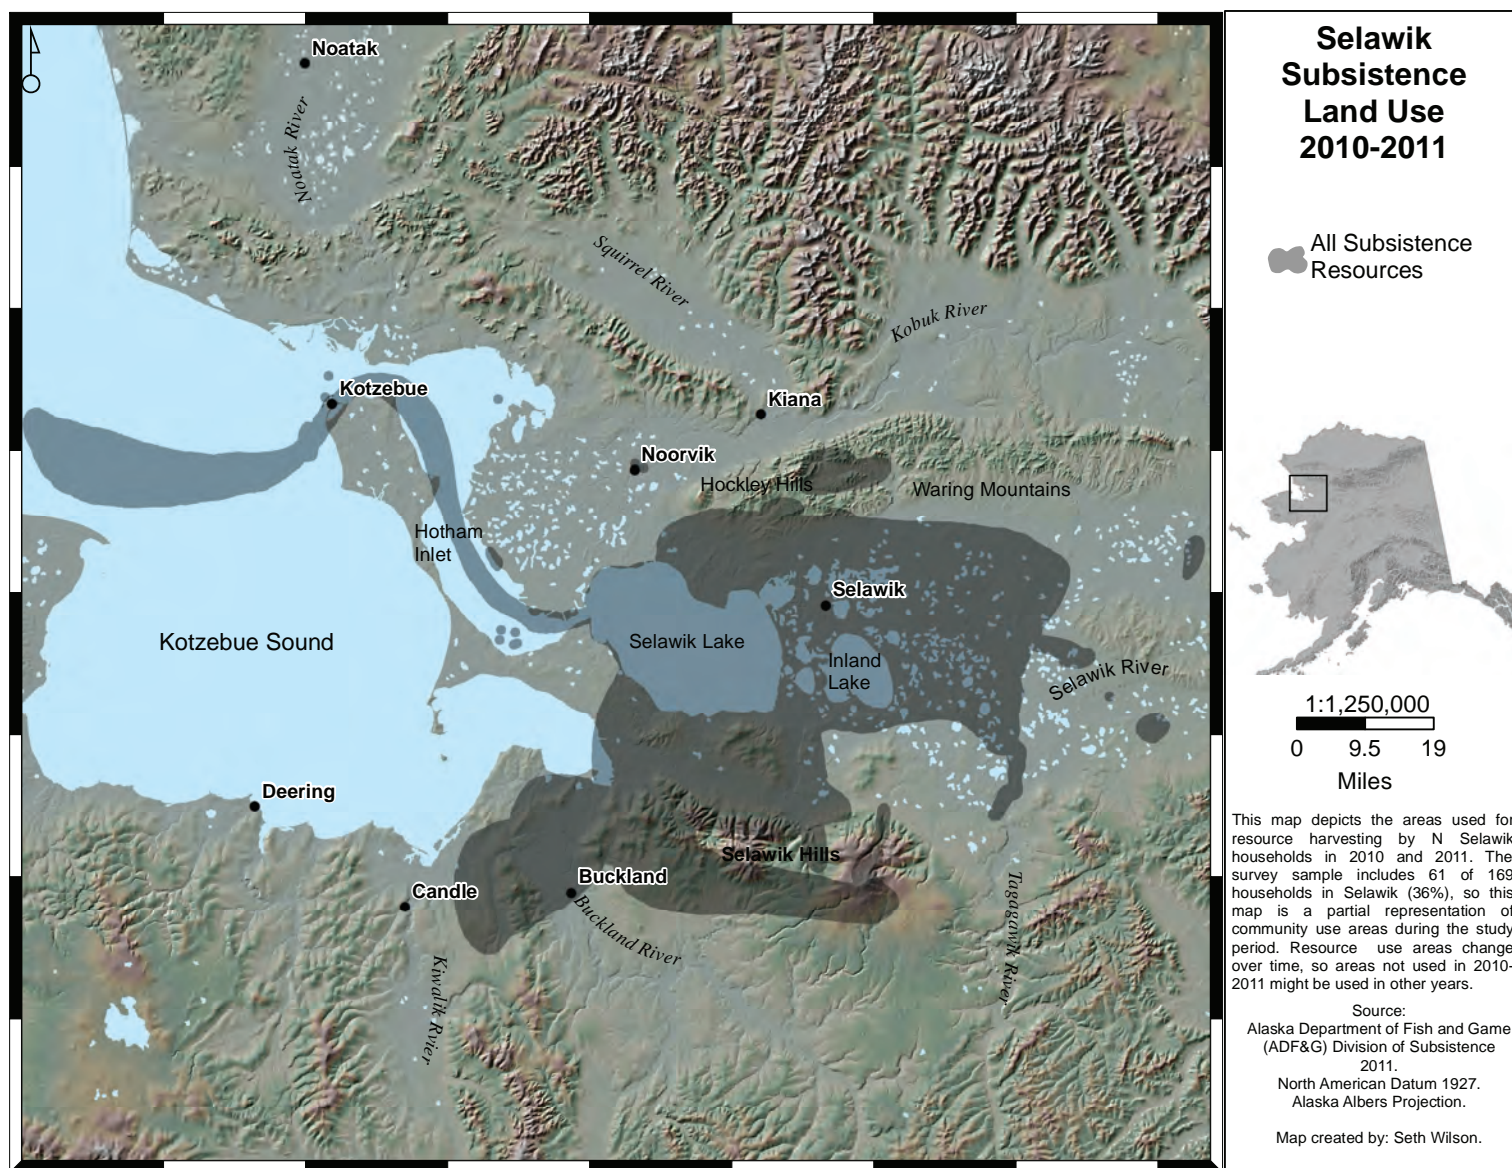 Noatak
Noatak River
Squirrel River
Kobuk River
Kotzebue
Kiana
Noorvik
Hockley Hills
Waring Mountains
Hotham
Inlet
Selawik
Kotzebue Sound
Selawik Lake
Inland
Lake
Selawik River
Deering
Selawik Hills
Buckland
Candle
Buckland River
Tagagawik River
Kiwalik Rvier
Selawik
Subsistence
Land Use
2010-2011
All Subsistence
Resources
1:1,250,000
0 9.5 19
Miles
This map depicts the areas used for
resource harvesting by N Selawik
households in 2010 and 2011. The
survey sample includes 61 of 169
households in Selawik (36%), so this
map is a partial representation of
community use areas during the study
period. Resource use areas change
over time, so areas not used in 2010-
2011 might be used in other years.
Source:
Alaska Department of Fish and Game
(ADF&G) Division of Subsistence
2011.
North American Datum 1927.
Alaska Albers Projection.
Map created by: Seth Wilson.